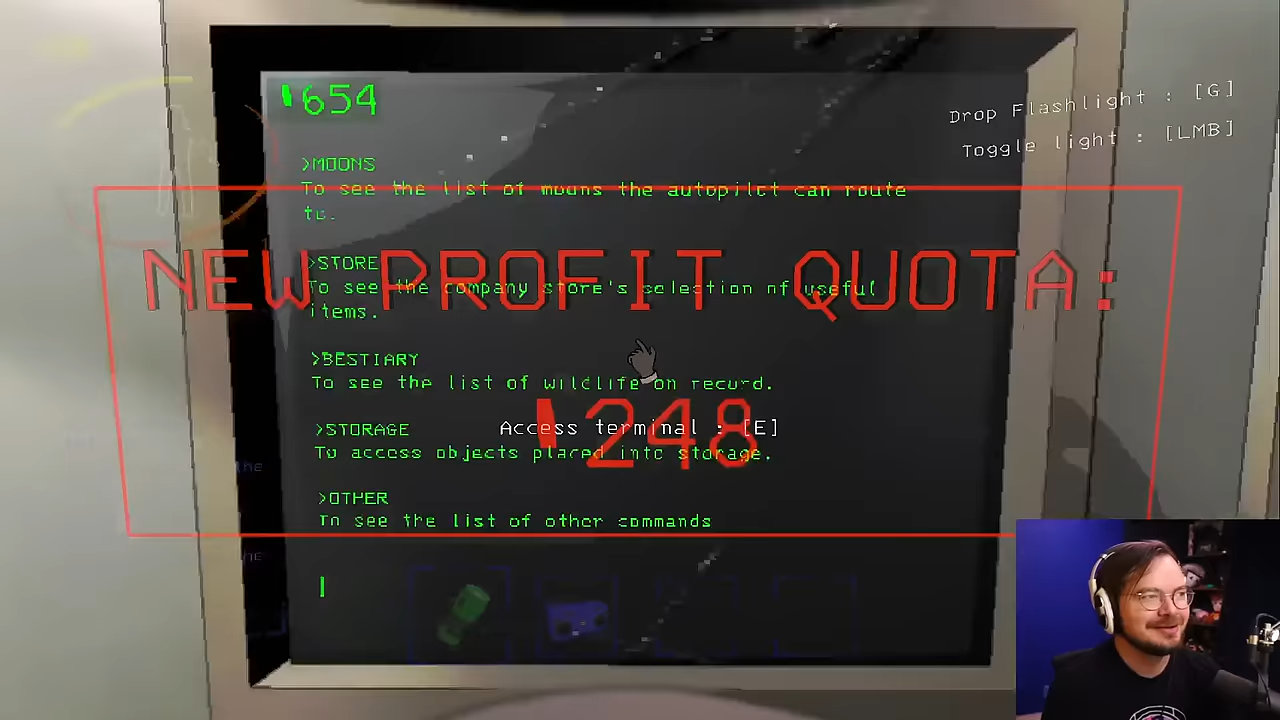 654
Drop Flashlight : [G]
Toggle light : [LMB]
>MOONS
To see the list of moons the autopilot can route
to.
NEW PROFIT QUOTA:
>STORE
To see the company store's selection of useful
items.
>BESTIARY
To see the list of wildlife on record.
248
Access terminal : [E]
>STORAGE
To access objects placed into storage.
>OTHER
To see the list of other commands
the